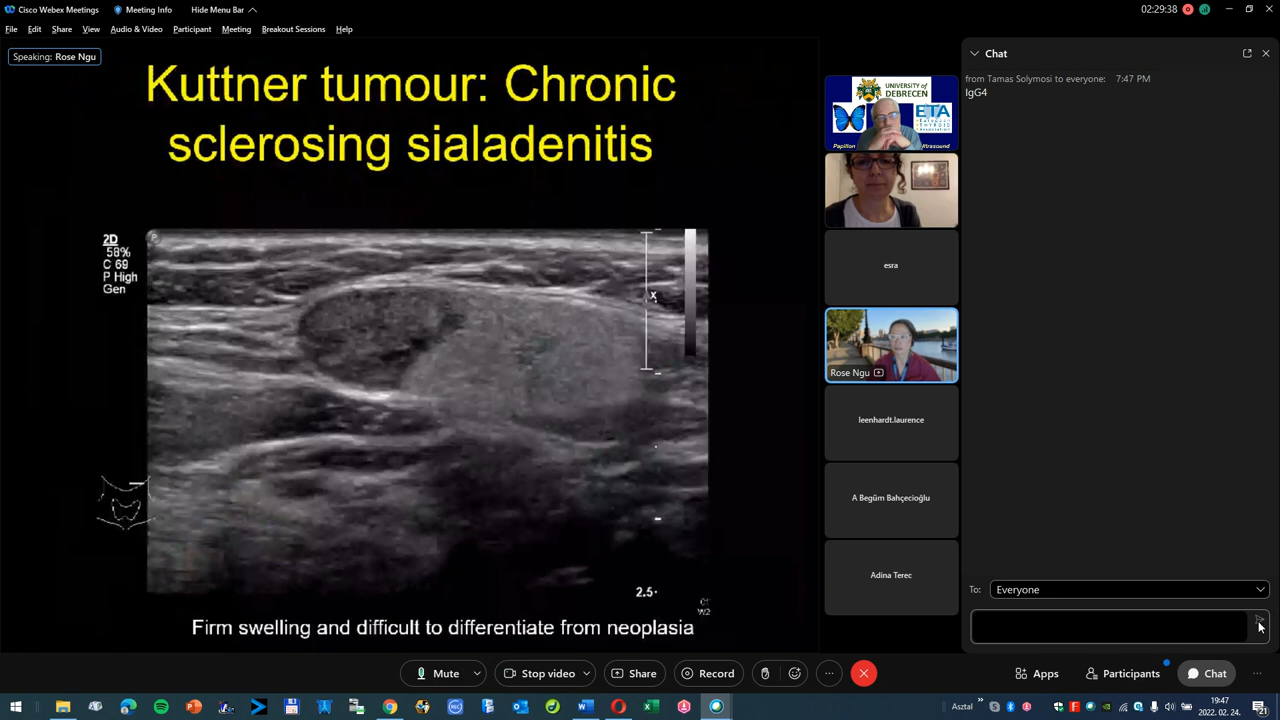 Cisco Webex Meetings
Meeting Info
Hide Menu Bar
02:29:38
File Edit Share View Audio & Video Participant Meeting Breakout Sessions Help
Speaking: Rose Ngu
Kuttner tumour: Chronic
sclerosing sialadenitis
2D
58%
C 69
P High
Gen
P
x
2.5
Firm swelling and difficult to differentiate from neoplasia
UNIVERSITY of
DEBRECEN
ETA
Papillon
esra
Rose Ngu
leenhardt.laurence
A Begüm Bahçecioğlu
Adina Terec
Chat
from Tamas Solymosi to everyone: 7:47 PM
IgG4
To: Everyone
Mute
Stop video
Share
Record
Apps
Participants
Chat
Asztal
19:47
2022. 02. 24.